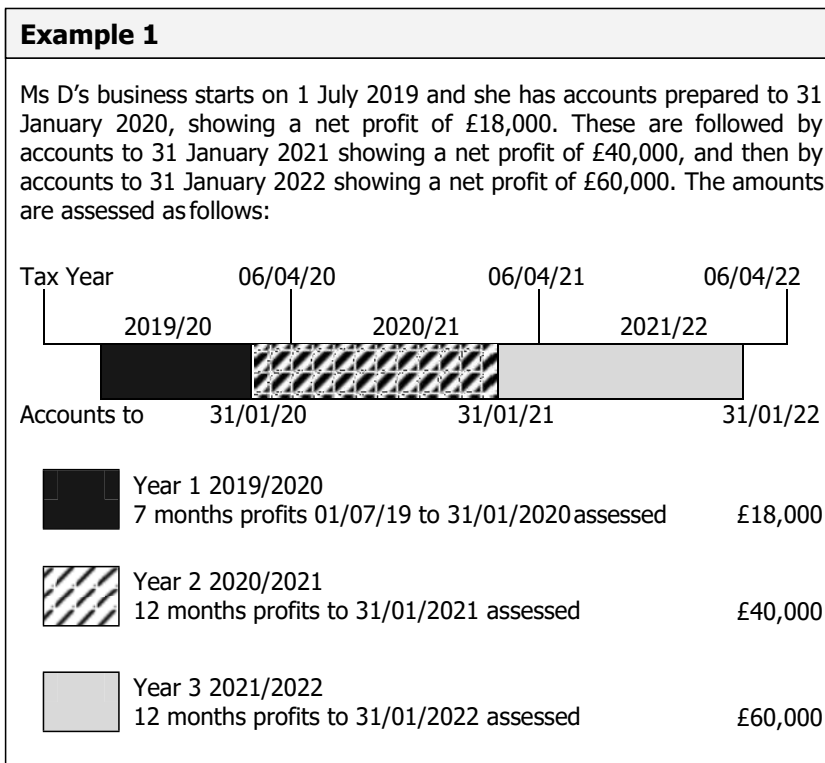 Example 1
Ms D's business starts on 1 July 2019 and she has accounts prepared to 31
January 2020, showing a net profit of £18,000. These are followed by
accounts to 31 January 2021 showing a net profit of £40,000, and then by
accounts to 31 January 2022 showing a net profit of £60,000. The amounts
are assessed as follows:
Tax Year 06/04/20 06/04/21 06/04/22
2019/20 2020/21 2021/22
Accounts to 31/01/20 31/01/21 31/01/22
Year 1 2019/2020
7 months profits 01/07/19 to 31/01/2020 assessed £18,000
Year 2 2020/2021
12 months profits to 31/01/2021 assessed £40,000
Year 3 2021/2022
12 months profits to 31/01/2022 assessed £60,000